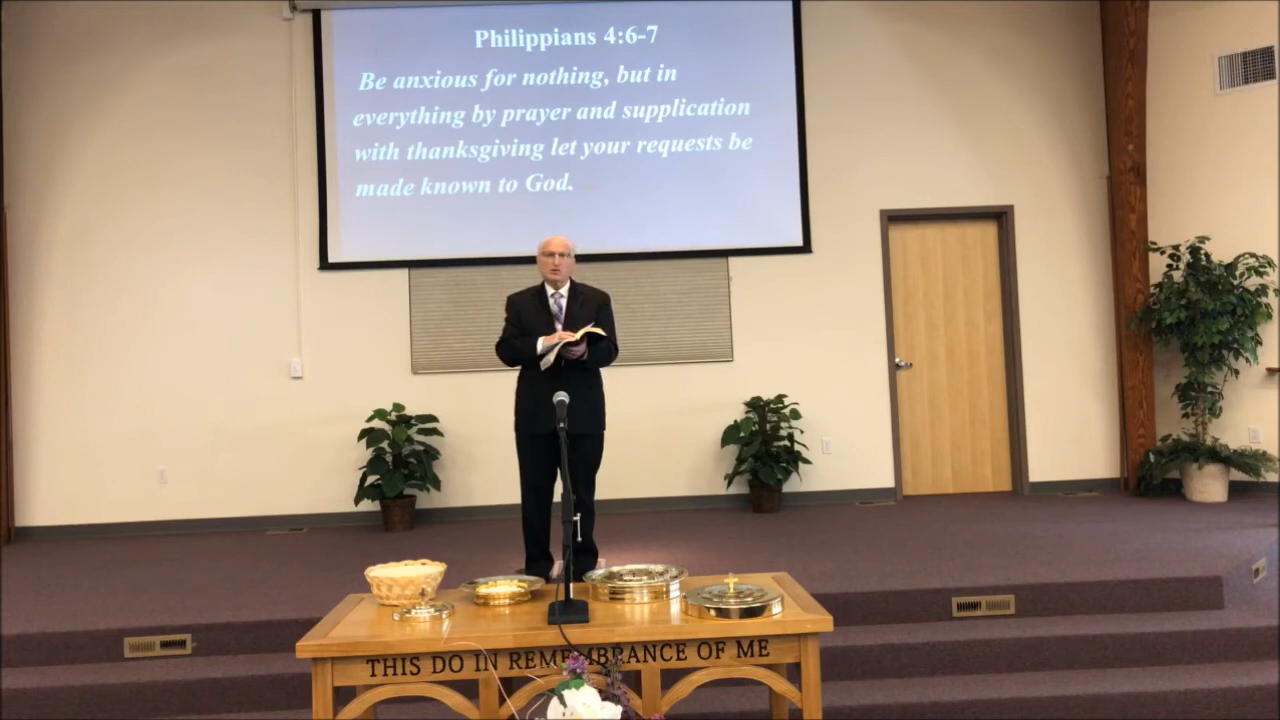 Philippians 4:6-7
Be anxious for nothing, but in
everything by prayer and supplication
with thanksgiving let your requests be
made known to God.
THIS DO IN REMEMBRANCE OF ME